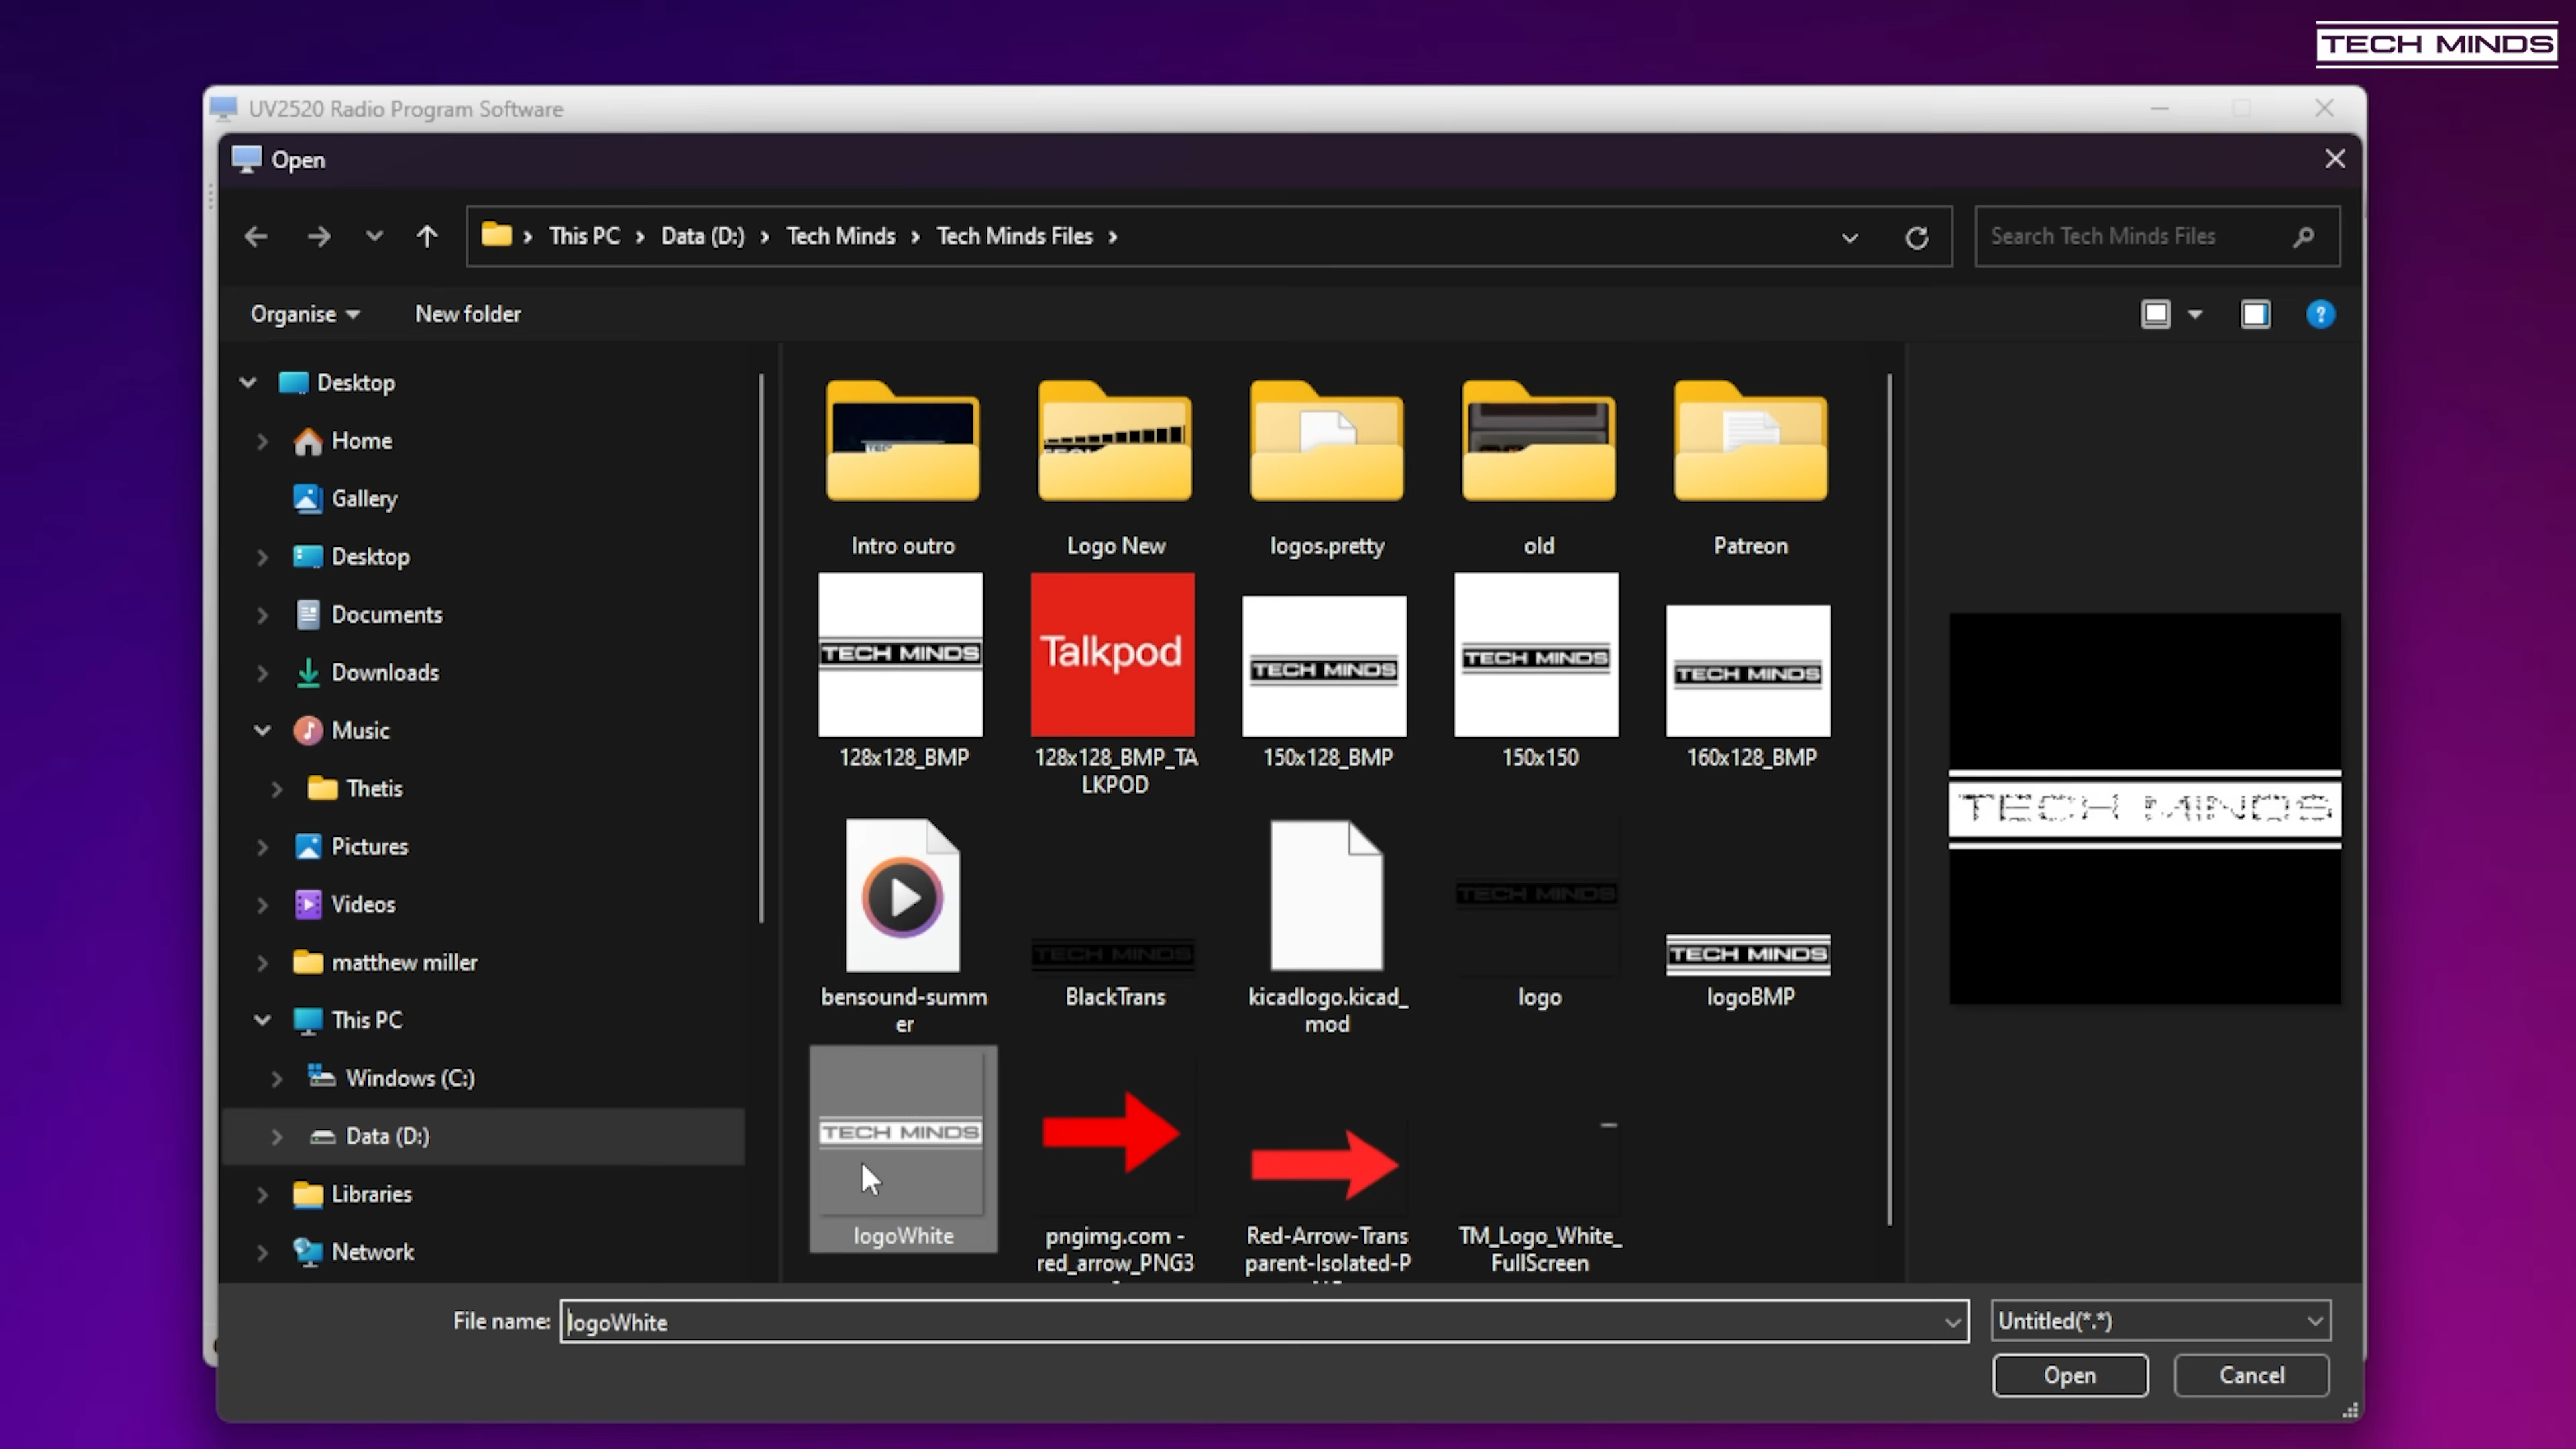 TECH MINDS
UV2520 Radio Program Software
Open
This PC
Data (D:)
Tech Minds
Tech Minds Files
Search Tech Minds Files
Organise
New folder
Desktop
Home
Gallery
Desktop
Documents
Downloads
Music
Thetis
Pictures
Videos
matthew miller
This PC
Windows (C:)
Data (D:)
Libraries
Network
Intro outro
Logo New
logos.pretty
old
Patreon
TECH MINDS
Talkpod
TECH MINDS
TECH MINDS
TECH MINDS
128x128_BMP
128x128_BMP_TA
LKPOD
150x128_BMP
150x150
160x128_BMP
TECH MINDS
TECH MINDS
TECH MINDS
bensound-summ
er
BlackTrans
kicadlogo.kicad_
mod
logo
logoBMP
TECH MINDS
logoWhite
pngimg.com -
red_arrow_PNG3
Red-Arrow-Trans
parent-Isolated-P
TM_Logo_White_
FullScreen
TECH MINDS
File name:
logoWhite
Untitled(*.*)
Open
Cancel